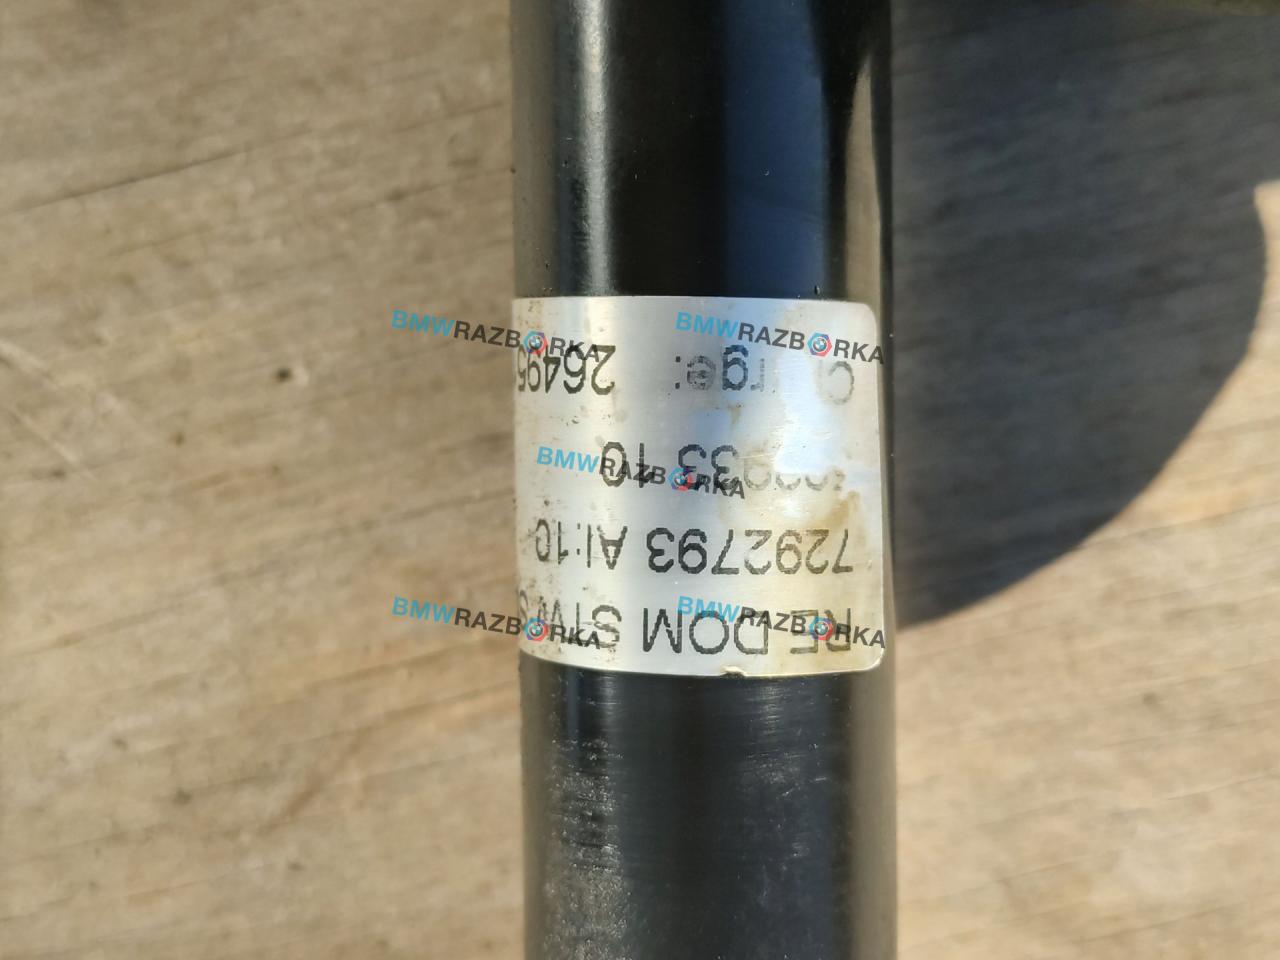 RE DOM STW S
7292793 AI:10
33 10
Charge: 26495
BMWRAZBORKA
BMWRAZBORKA
BMWRAZBORKA
BMWRAZBORKA
BMWRAZBORKA